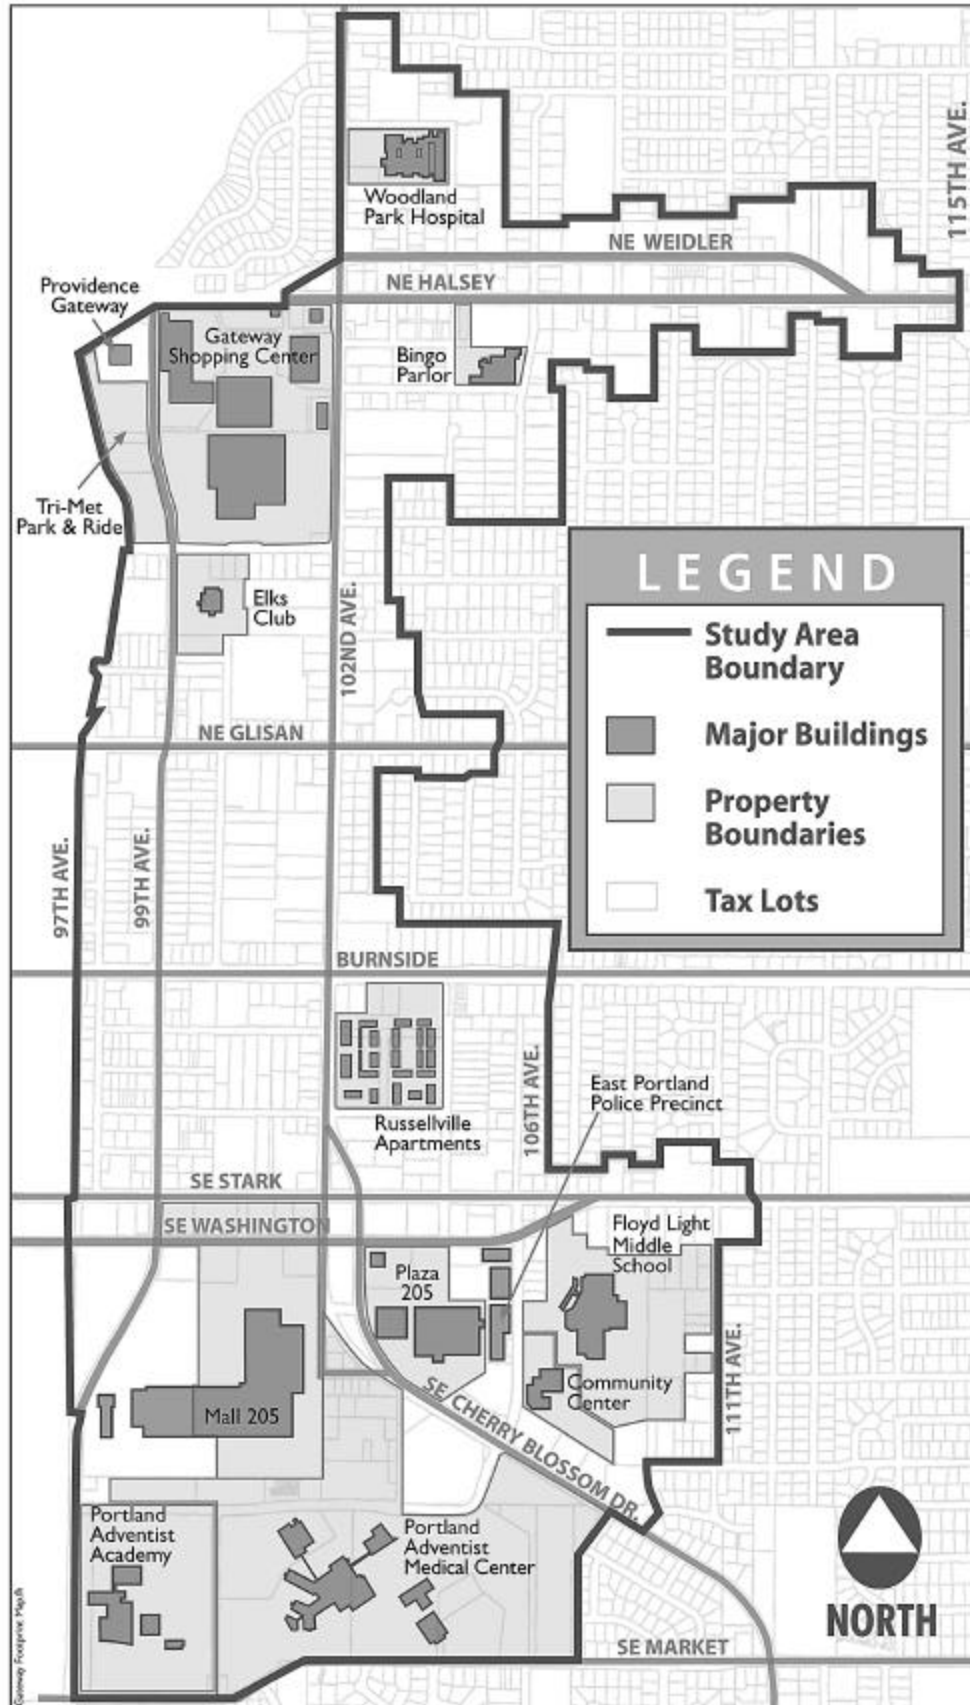 115TH AVE.
Woodland
Park Hospital
NE WEIDLER
NE HALSEY
Providence
Gateway
Gateway
Shopping Center
Bingo
Parlor
Tri-Met
Park & Ride
Elks
Club
102ND AVE.
LEGEND
Study Area
Boundary
Major Buildings
Property
Boundaries
Tax Lots
NE GLISAN
97TH AVE.
99TH AVE.
BURNSIDE
Russellville
Apartments
106TH AVE.
East Portland
Police Precinct
SE STARK
SE WASHINGTON
Floyd Light
Middle
School
Plaza
205
Community
Center
111TH AVE.
Mall 205
SE CHERRY BLOSSOM DR.
Portland
Adventist
Academy
Portland
Adventist
Medical Center
NORTH
SE MARKET
Gateway Footprint Map.fh